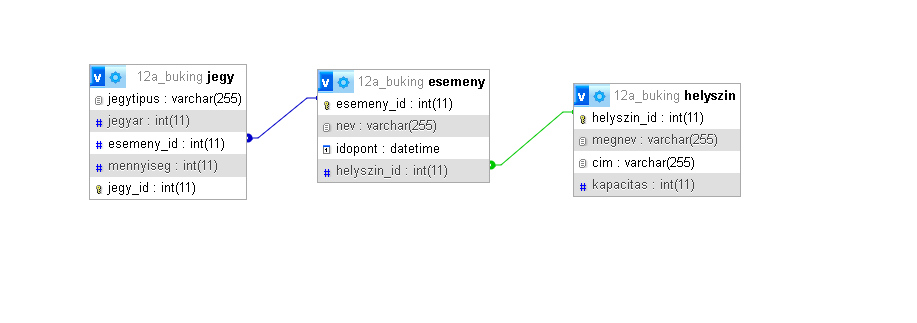 v 12a_buking jegy
jegytipus : varchar(255)
# jegyar : int(11)
# esemeny_id : int(11)
# mennyiseg : int(11)
jegy_id : int(11)
v 12a_buking esemeny
esemeny_id : int(11)
nev : varchar(255)
idopont : datetime
# helyszin_id : int(11)
v 12a_buking helyszin
helyszin_id : int(11)
megnev : varchar(255)
cim : varchar(255)
# kapacitas : int(11)